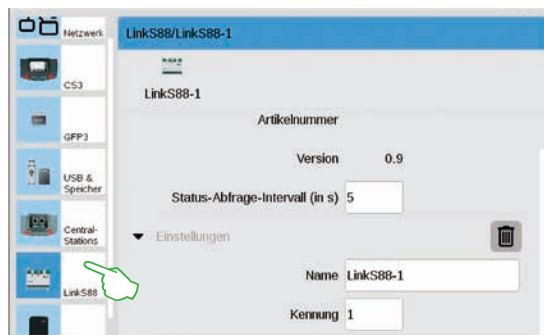 Netzwerk
CS3
GFP3
USB &
Speicher
Central-
Stations
LinkS88
LinkS88/LinkS88-1
LinkS88-1
Artikelnummer
Version 0.9
Status-Abfrage-Intervall (in s) 5
Einstellungen
Name LinkS88-1
Kennung 1